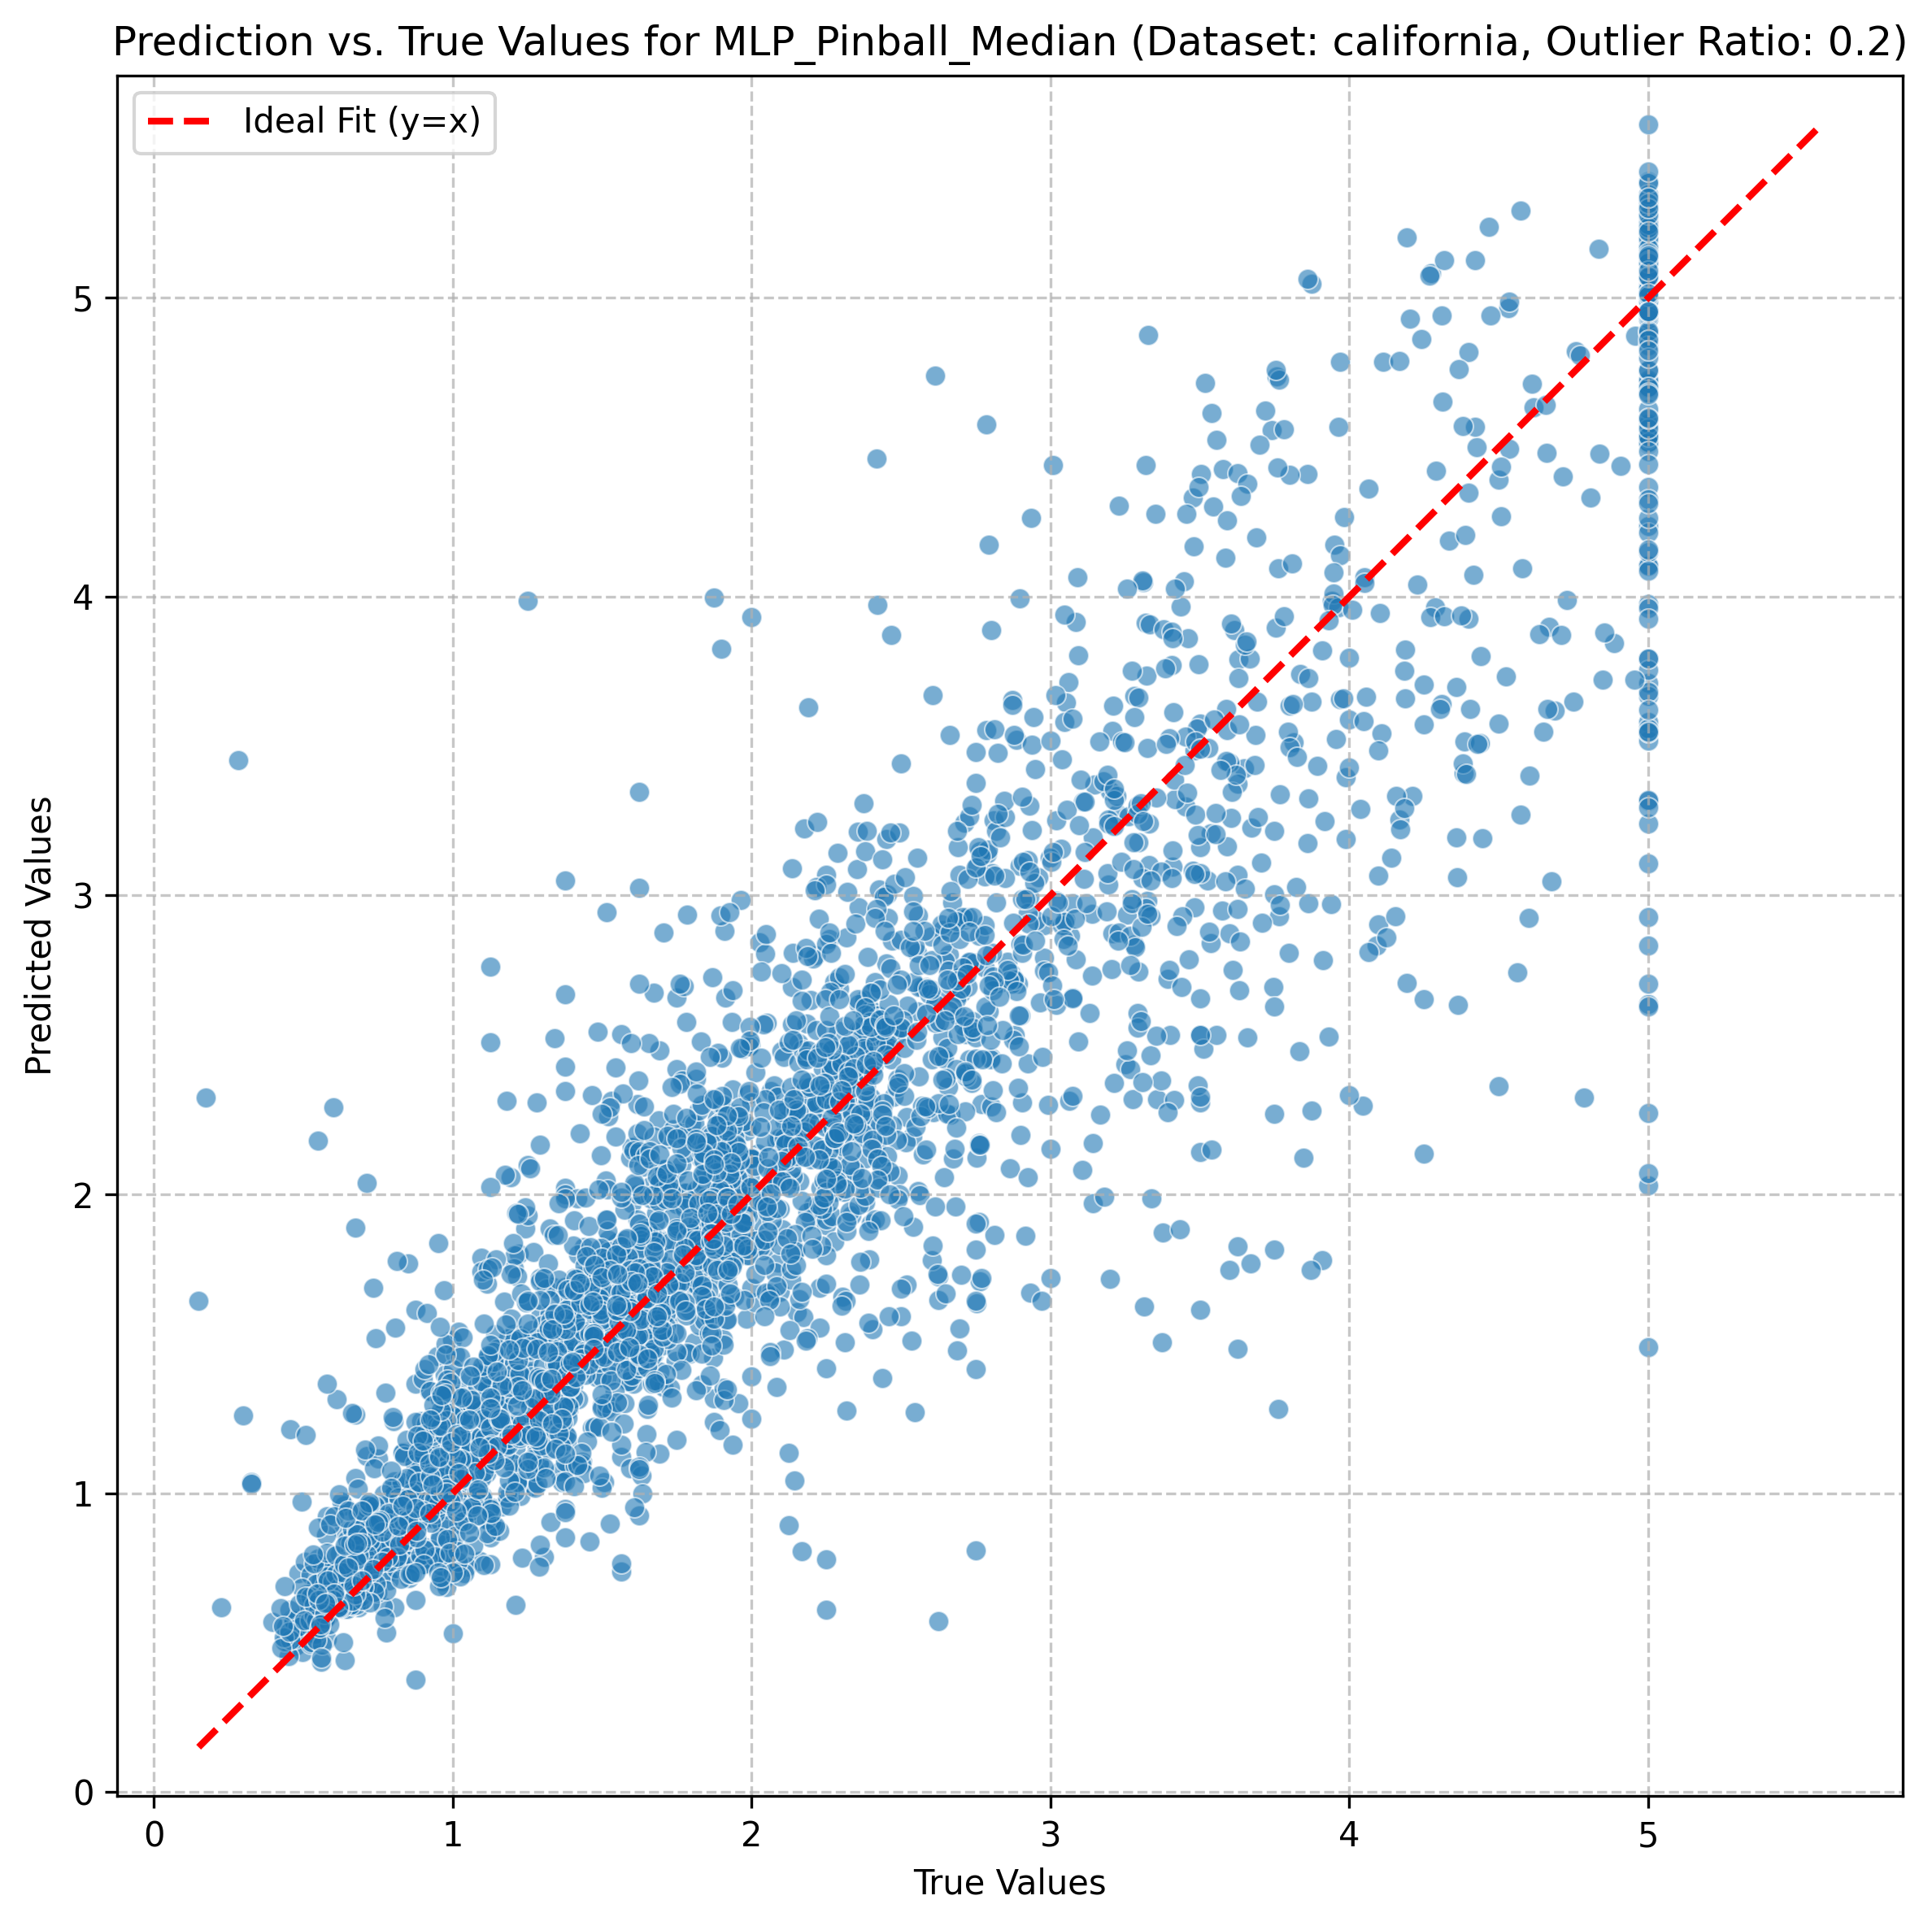 Prediction vs. True Values for MLP_Pinball_Median (Dataset: california, Outlier Ratio: 0.2)
Ideal Fit (y=x)
5
4
3
2
1
0
Predicted Values
0 1 2 3 4 5
True Values